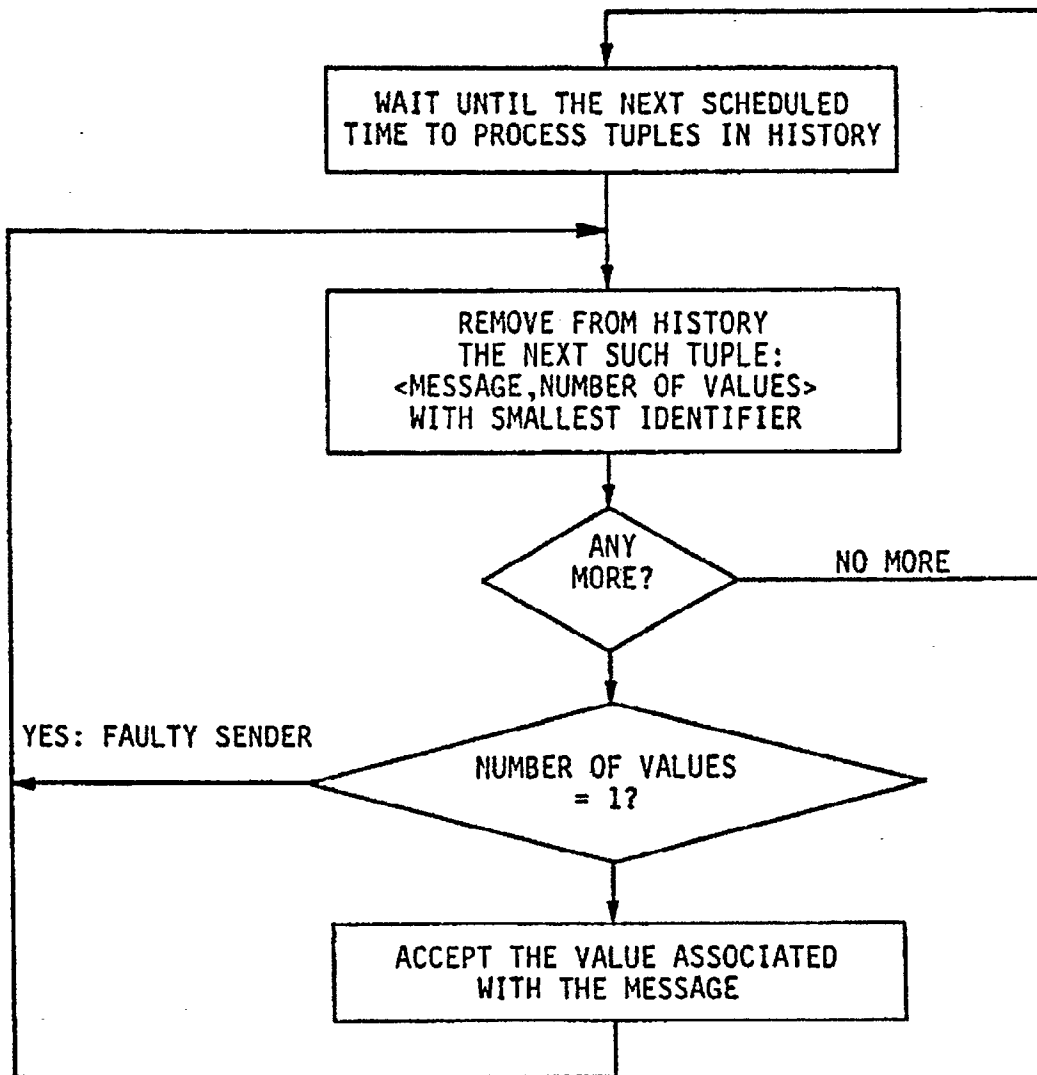 WAIT UNTIL THE NEXT SCHEDULED
TIME TO PROCESS TUPLES IN HISTORY
REMOVE FROM HISTORY
THE NEXT SUCH TUPLE:
<MESSAGE,NUMBER OF VALUES>
WITH SMALLEST IDENTIFIER
ANY
MORE?
NO MORE
YES: FAULTY SENDER
NUMBER OF VALUES
= 1?
ACCEPT THE VALUE ASSOCIATED
WITH THE MESSAGE